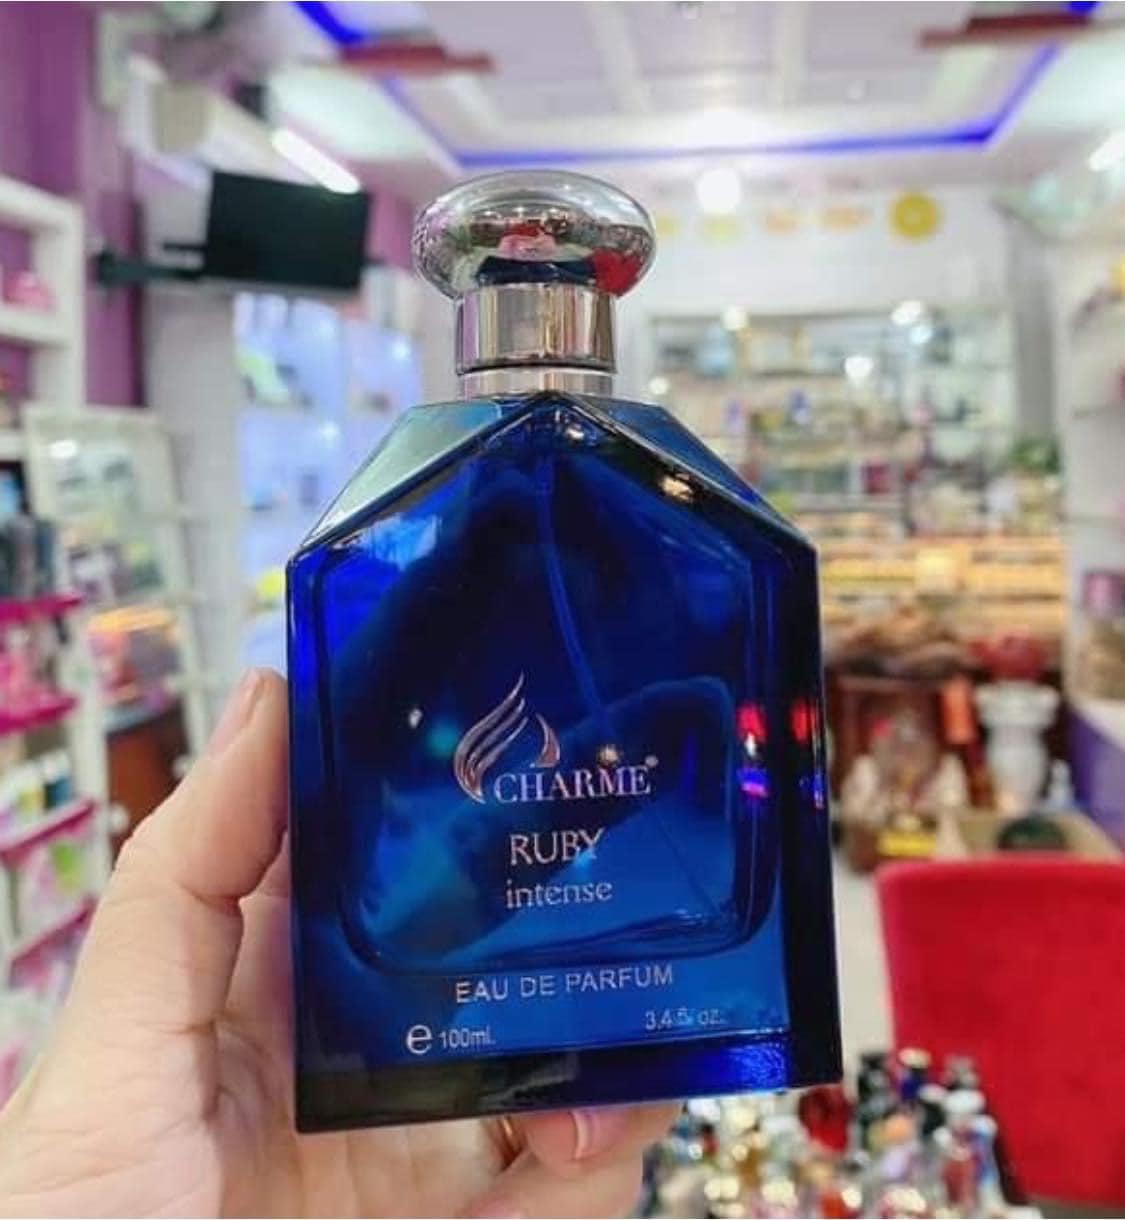 CHARME
RUBY
intense
EAU DE PARFUM
3,4 fl oz.
e 100ml.